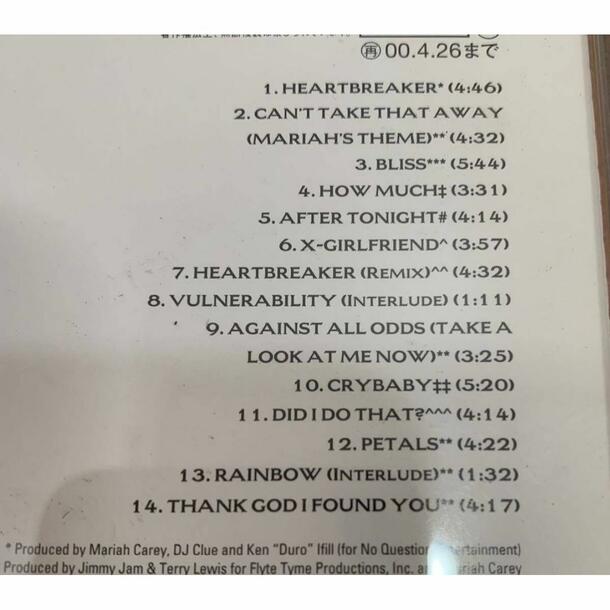 再 00.4.26まで
1. HEARTBREAKER* (4:46)
2. CAN'T TAKE THAT AWAY
(MARIAH'S THEME)** (4:32)
3. BLISS*** (5:44)
4. HOW MUCH‡ (3:31)
5. AFTER TONIGHT# (4:14)
6. X-GIRLFRIEND^ (3:57)
7. HEARTBREAKER (REMIX)^^ (4:32)
8. VULNERABILITY (INTERLUDE) (1:11)
9. AGAINST ALL ODDS (TAKE A
LOOK AT ME NOW)** (3:25)
10. CRYBABY‡‡ (5:20)
11. DID I DO THAT?^^^ (4:14)
12. PETALS** (4:22)
13. RAINBOW (INTERLUDE)** (1:32)
14. THANK GOD I FOUND YOU** (4:17)
* Produced by Mariah Carey, DJ Clue and Ken "Duro" Ifill (for No Question
Produced by Jimmy Jam & Terry Lewis for Flyte Tyme Productions, Inc. and Mariah Carey